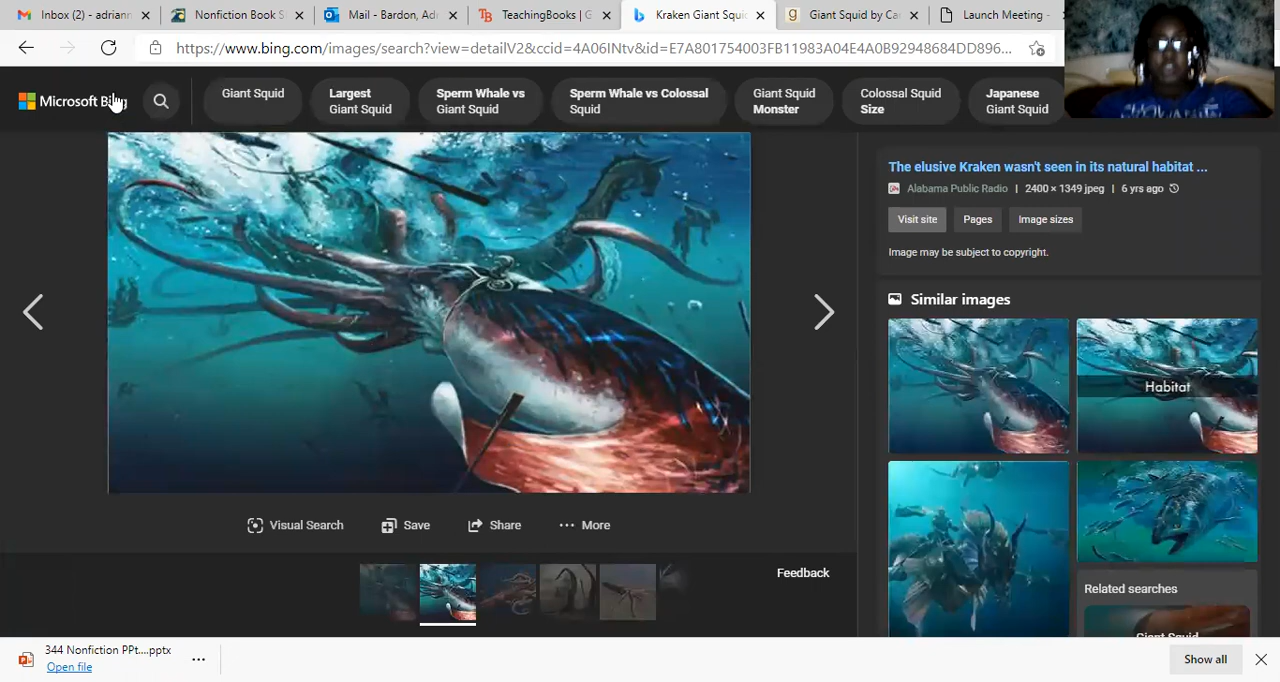 Inbox (2) - adriann
Nonfiction Book S
Mail - Bardon, Adr
TeachingBooks | G
Kraken Giant Squid
Giant Squid by Ca
Launch Meeting -
https://www.bing.com/images/search?view=detailV2&ccid=4A06INtv&id=E7A801754003FB11983A04E4A0B92948684DD896...
Microsoft Bing
Giant Squid
Largest
Giant Squid
Sperm Whale vs
Giant Squid
Sperm Whale vs Colossal
Squid
Giant Squid
Monster
Colossal Squid
Size
Japanese
Giant Squid
The elusive Kraken wasn't seen in its natural habitat ...
Alabama Public Radio | 2400 × 1349 jpeg | 6 yrs ago
Visit site
Pages
Image sizes
Image may be subject to copyright.
Similar images
Habitat
Visual Search
Save
Share
More
Feedback
Related searches
Giant Squid
344 Nonfiction PPt....pptx
Open file
Show all